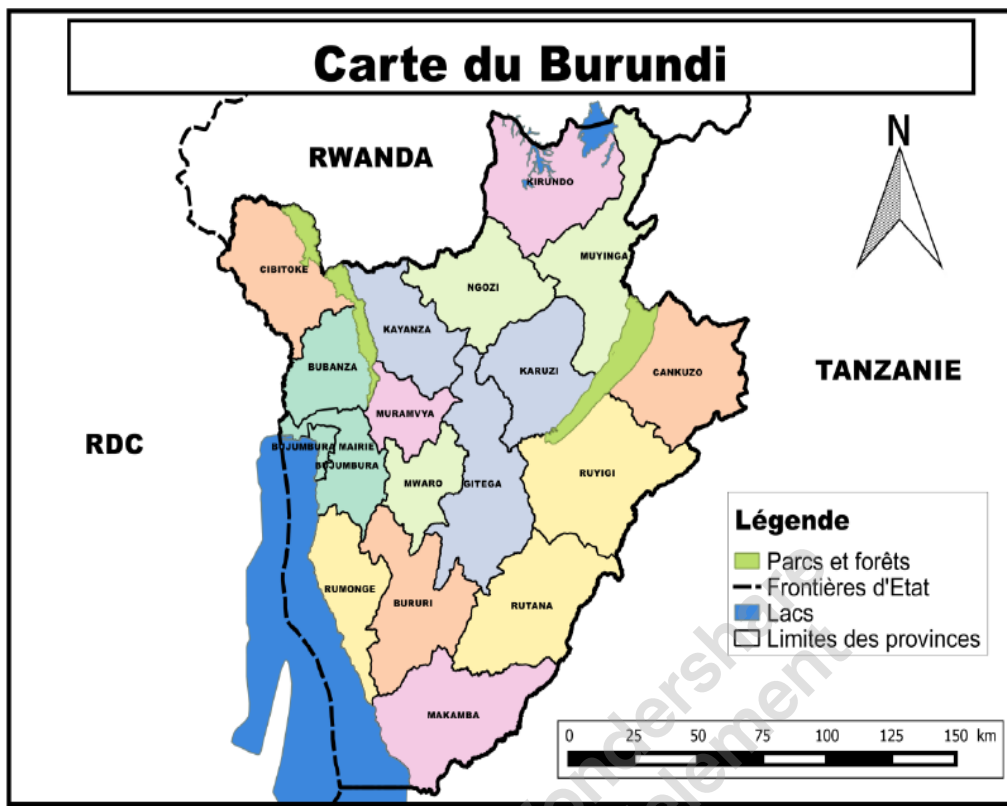 Carte du Burundi
N
RWANDA
KIRUNDO
MUYINGA
CIBITOKE
NGOZI
KAYANZA
BUBANZA
KARUZI
CANKUZO
TANZANIE
MURAMVYA
RDC
BUJUMBURA MAIRIE
BUJUMBURA
MWARO
GITEGA
RUYIGI
RUMONGE
BURURI
RUTANA
MAKAMBA
Légende
Parcs et forêts
Frontières d'Etat
Lacs
Limites des provinces
0 25 50 75 100 125 150 km
ondershare
element